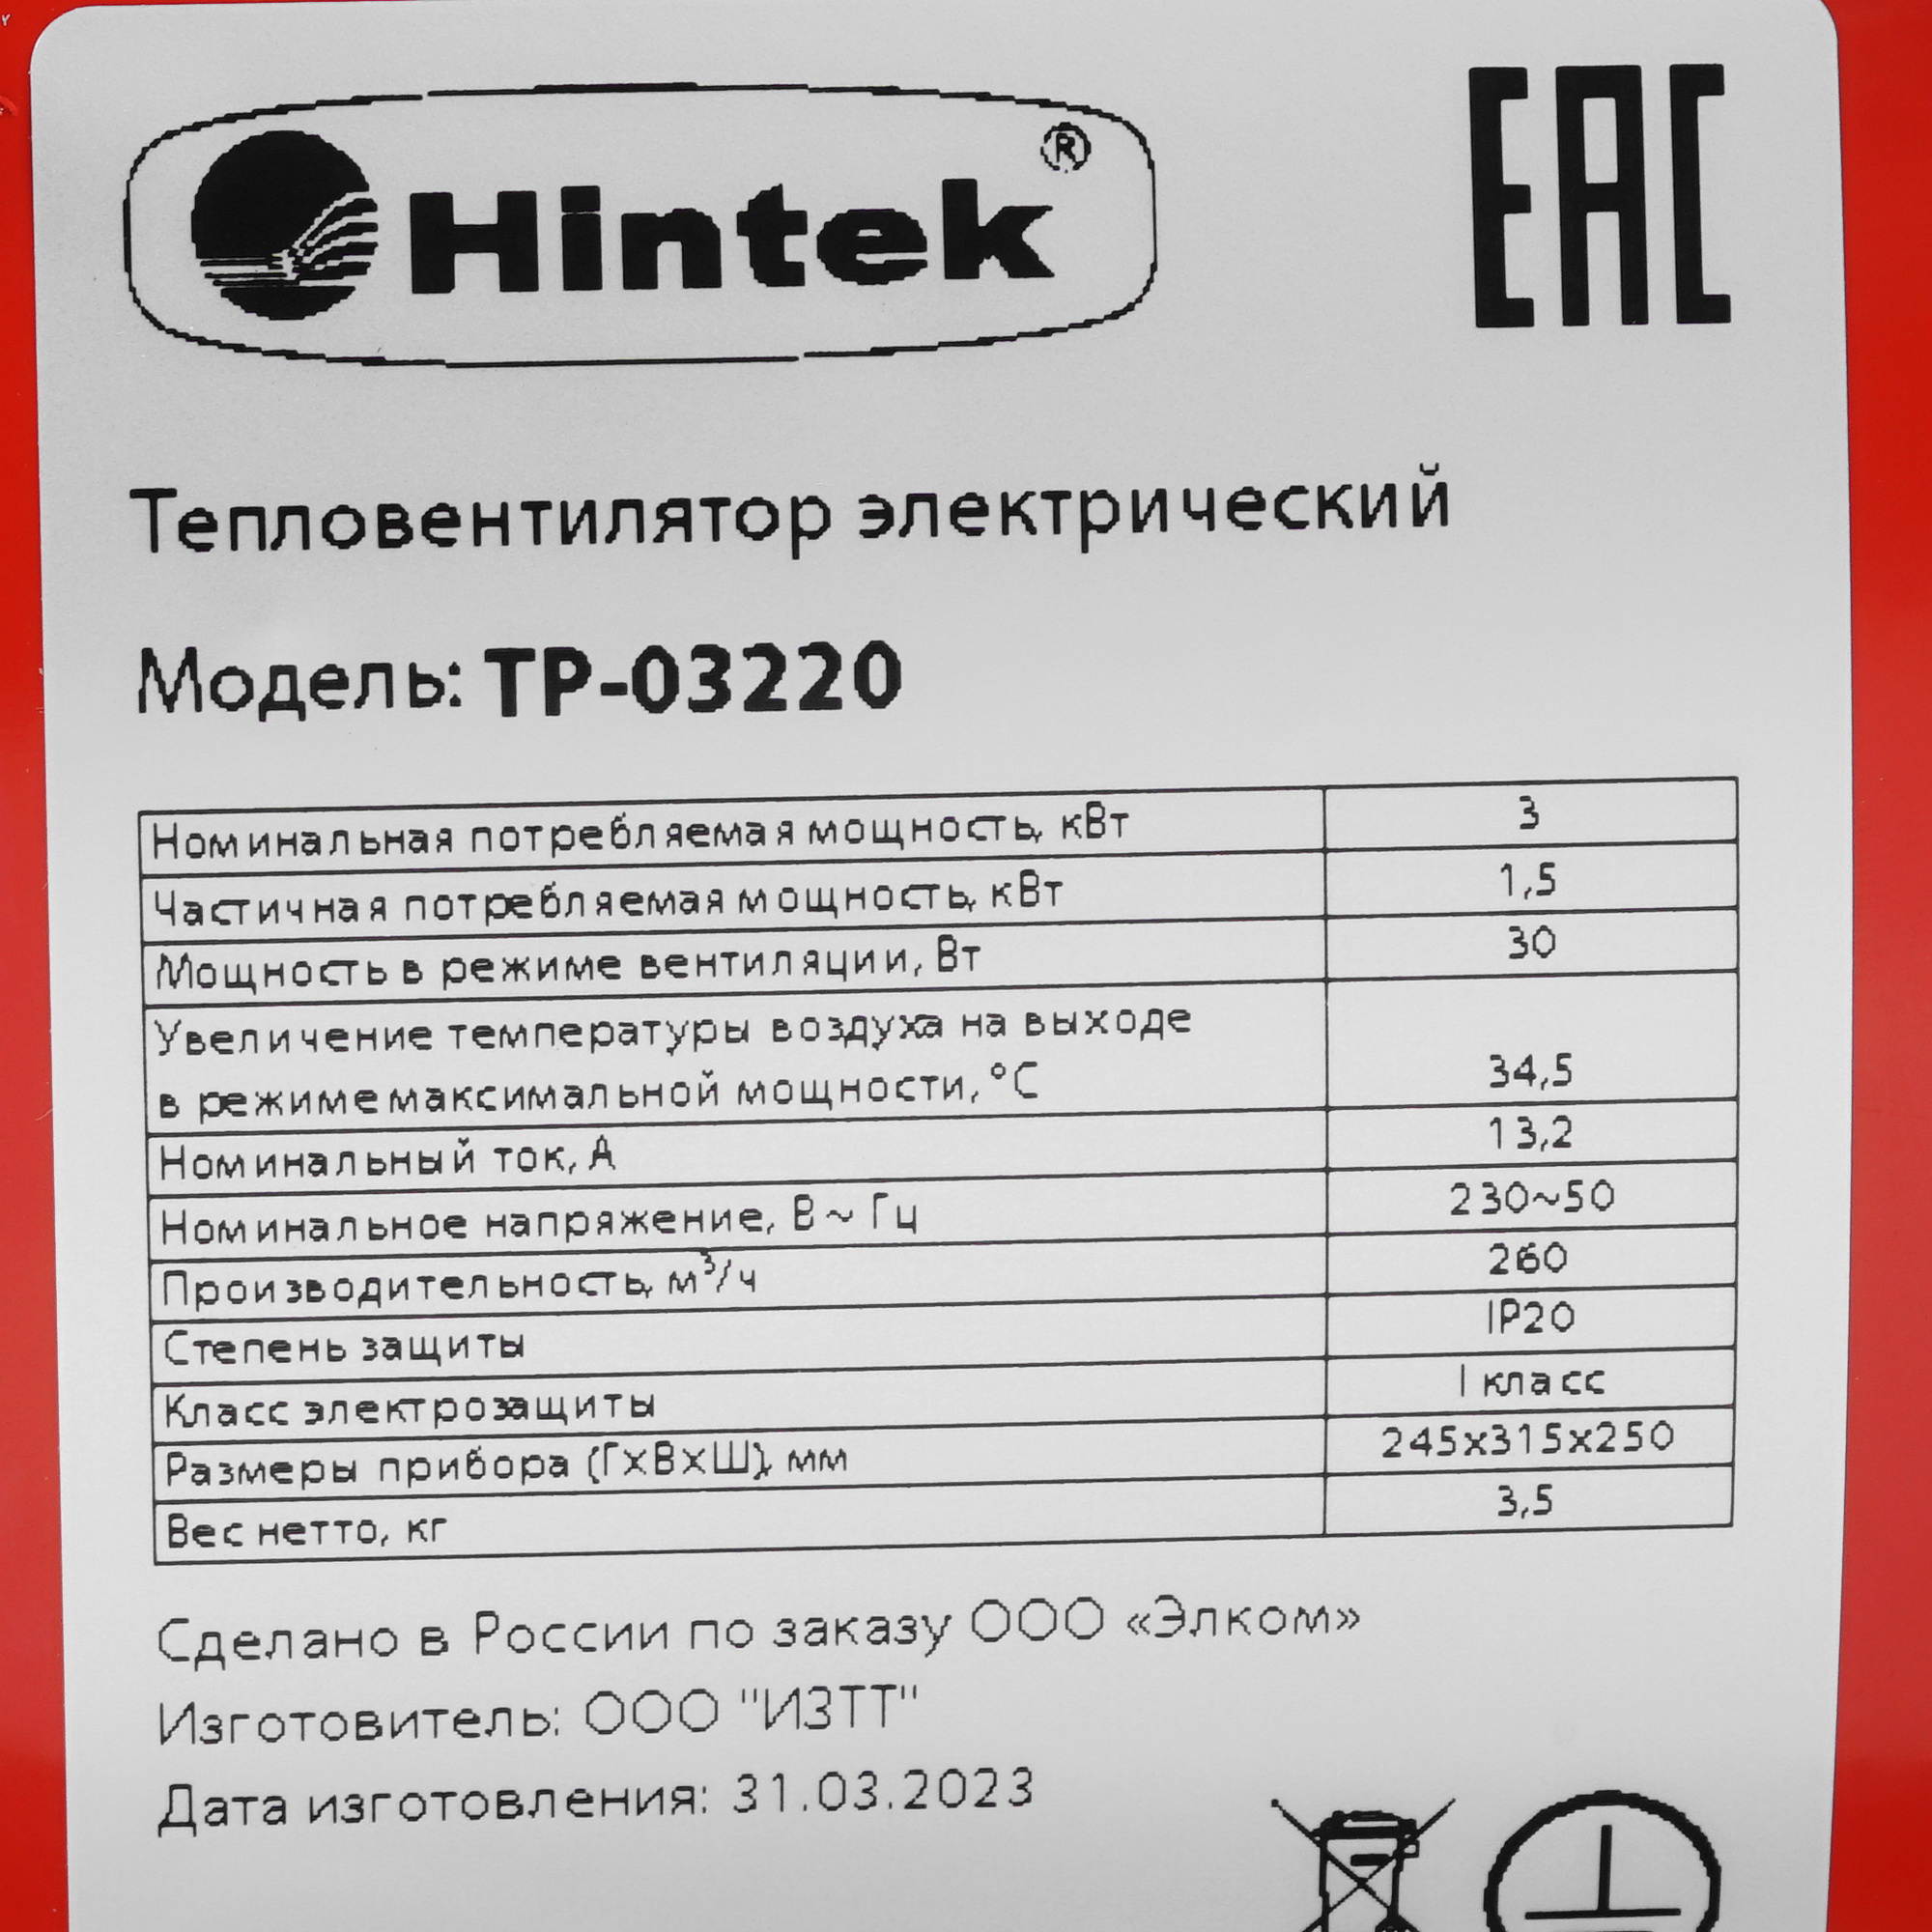 Hintek®
EAC
Тепловентилятор электрический
Модель: TP-03220
Номинальная потребляемая мощность, кВт 3
Частичная потребляемая мощность, кВт 1,5
Мощность в режиме вентиляции, Вт 30
Увеличение температуры воздуха на выходе
в режиме максимальной мощности, °С 34,5
Номинальный ток, А 13,2
Номинальное напряжение, В ~ Гц 230~50
Производительность, м³/ч 260
Степень защиты IP20
Класс электрозащиты I класс
Размеры прибора (ГхВхШ), мм 245х315х250
Вес нетто, кг 3,5
Сделано в России по заказу ООО «Элком»
Изготовитель: ООО "ИЗТТ"
Дата изготовления: 31.03.2023